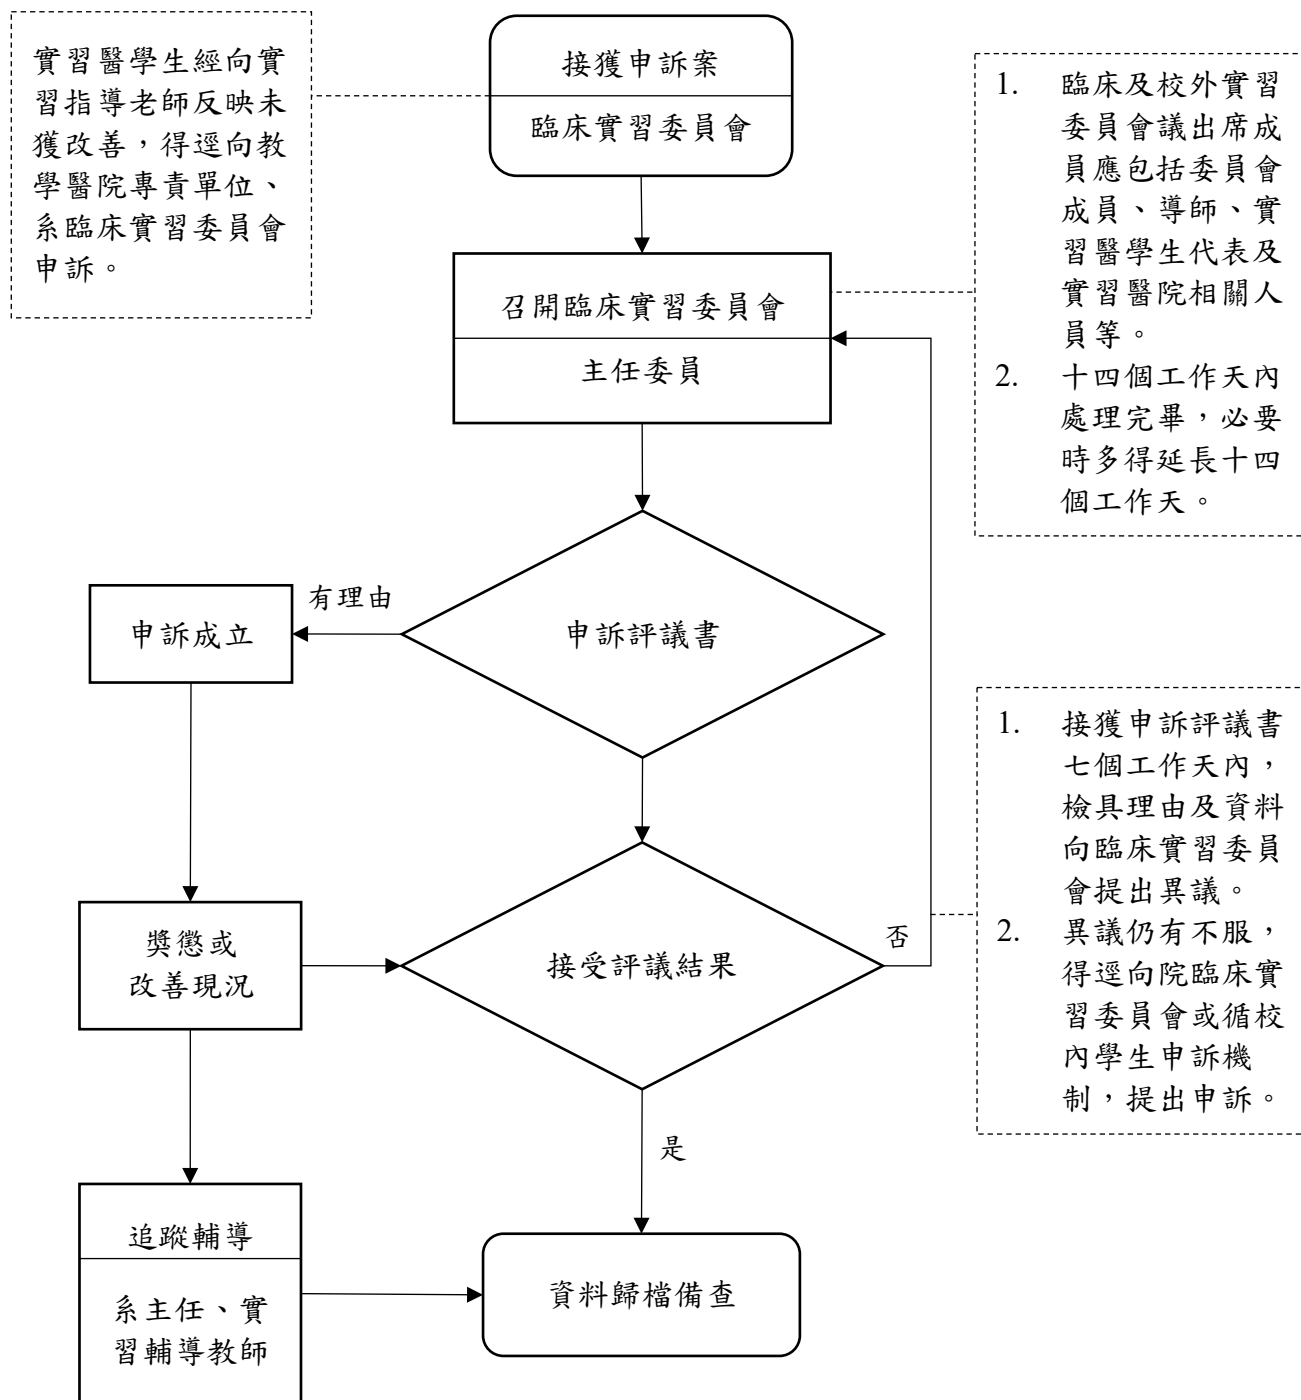 實習醫學生經向實
習指導老師反映未
獲改善，得逕向教
學醫院專責單位、
系臨床實習委員會
申訴。
接獲申訴案
臨床實習委員會
1. 臨床及校外實習
委員會議出席成
員應包括委員會
成員、導師、實
習醫學生代表及
實習醫院相關人
員等。
2. 十四個工作天內
處理完畢，必要
時多得延長十四
個工作天。
召開臨床實習委員會
主任委員
有理由
申訴成立
申訴評議書
1. 接獲申訴評議書
七個工作天內，
檢具理由及資料
向臨床實習委員
會提出異議。
2. 異議仍有不服，
得逕向院臨床實
習委員會或循校
內學生申訴機
制，提出申訴。
獎懲或
改善現況
接受評議結果
否
是
追蹤輔導
系主任、實
習輔導教師
資料歸檔備查